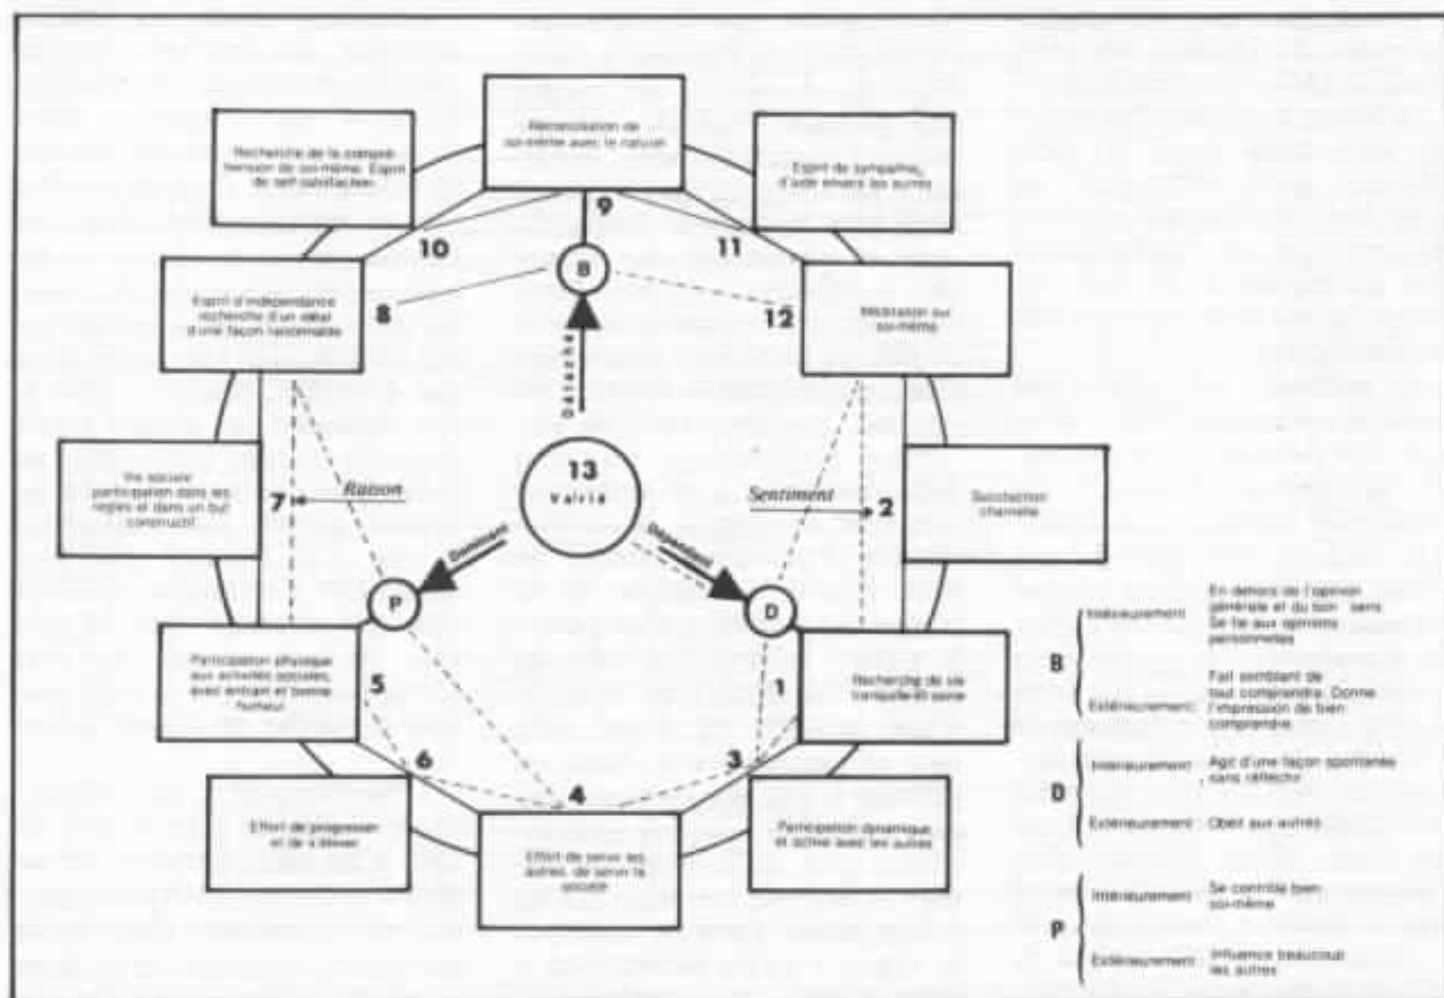 Réconciliation de
soi-même avec la nature
Recherche de la compré-
hension de soi-même. Esprit
de self-satisfaction
Esprit de sympathie,
d'aide envers les autres
9
10
11
B
Esprit d'indépendance
recherche d'un idéal
d'une façon raisonnable
8
12
Méditation sur
soi-même
Détaché
13
Vie sociale
participation dans les
règles et dans un but
constructif
7
Raison
Sentiment
2
Satisfaction
charnelle
Dominant
Dépendant
P
D
Participation physique
aux activités sociales,
avec entrain et bonne
humeur
5
1
Recherche de vie
tranquille et saine
6
3
4
Effort de progresser
et de s'élever
Effort de servir les
autres, de servir la
société
Participation dynamique
et active avec les autres
B
Intérieurement
En dehors de l'opinion
générale et du bon sens
Se fie aux opinions
personnelles
Extérieurement:
Fait semblant de
tout comprendre. Donne
l'impression de bien
comprendre
D
Intérieurement: Agit d'une façon spontanée
sans réfléchir
Extérieurement: Obéit aux autres
P
Intérieurement: Se contrôle bien
soi-même
Extérieurement: Influence beaucoup
les autres